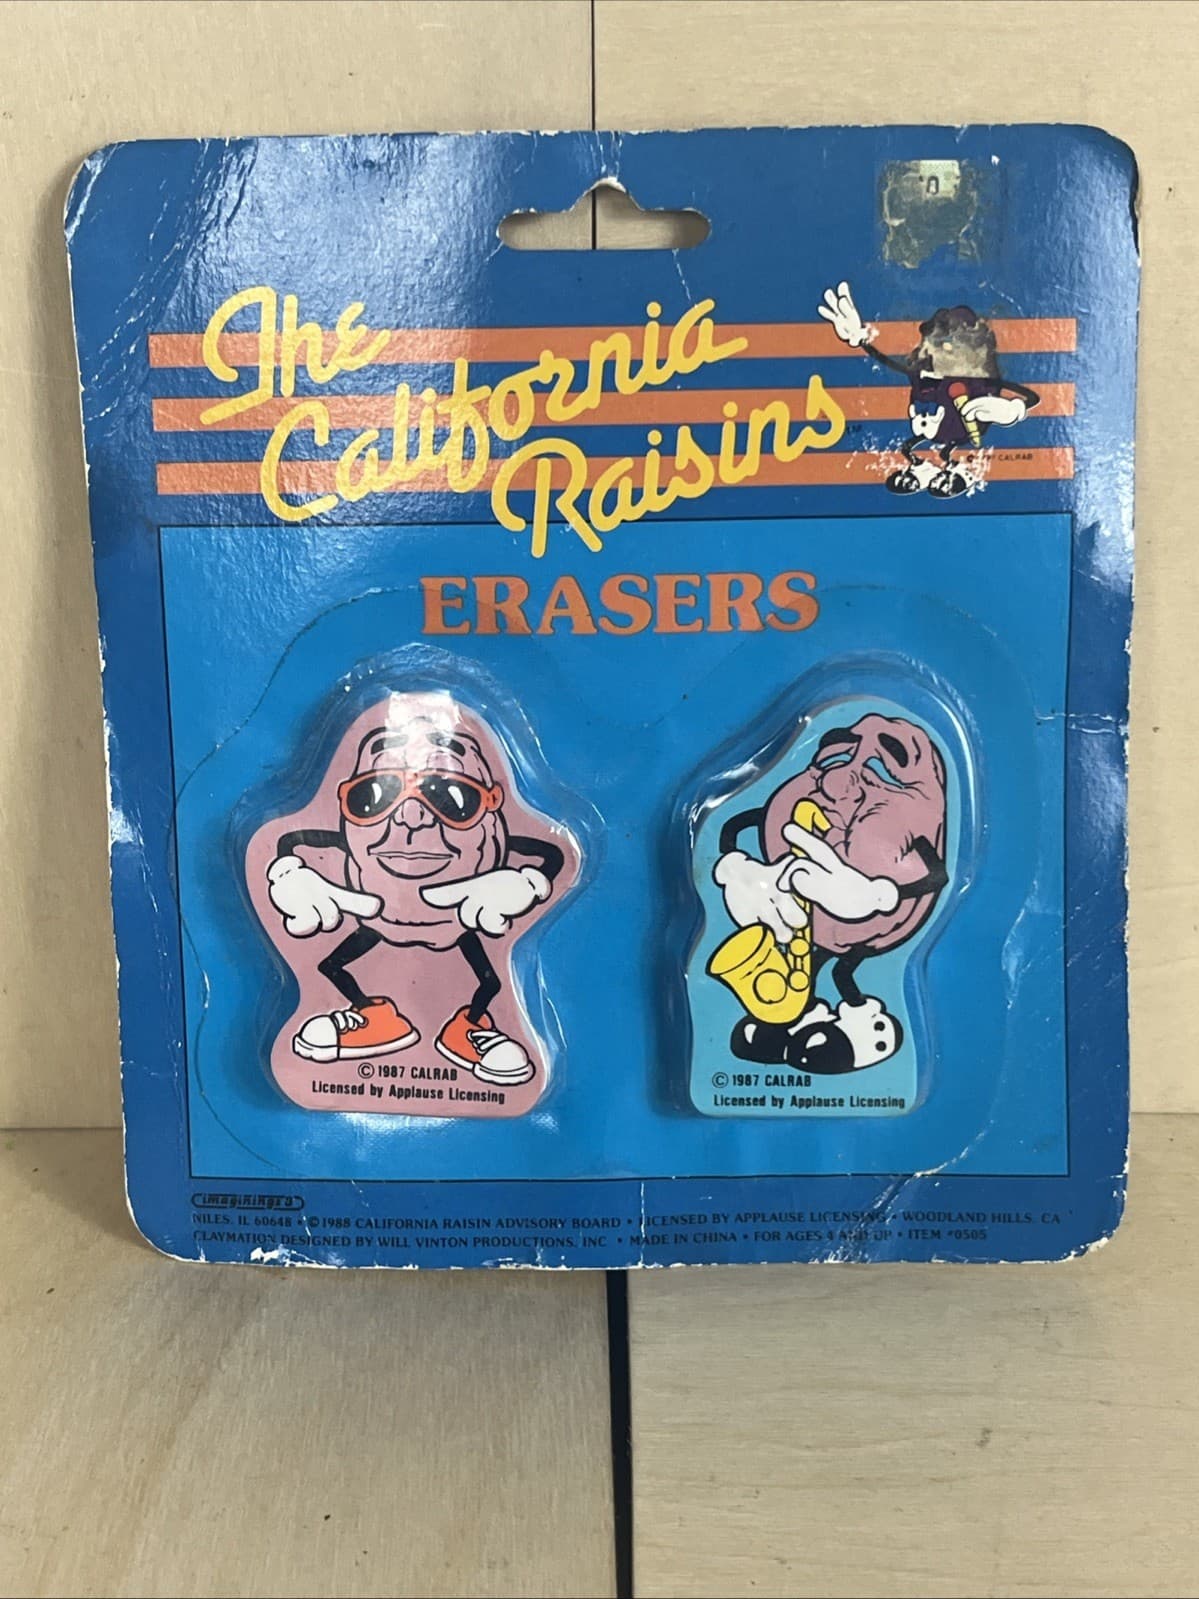 The
California
Raisins
CALRAB
ERASERS
© 1987 CALRAB
Licensed by Applause Licensing
© 1987 CALRAB
Licensed by Applause Licensing
imaginings 3
NILES, IL 60648 • © 1988 CALIFORNIA RAISIN ADVISORY BOARD • LICENSED BY APPLAUSE LICENSING • WOODLAND HILLS, CA
CLAYMATION DESIGNED BY WILL VINTON PRODUCTIONS, INC • MADE IN CHINA • FOR AGES 4 AND UP • ITEM #0505